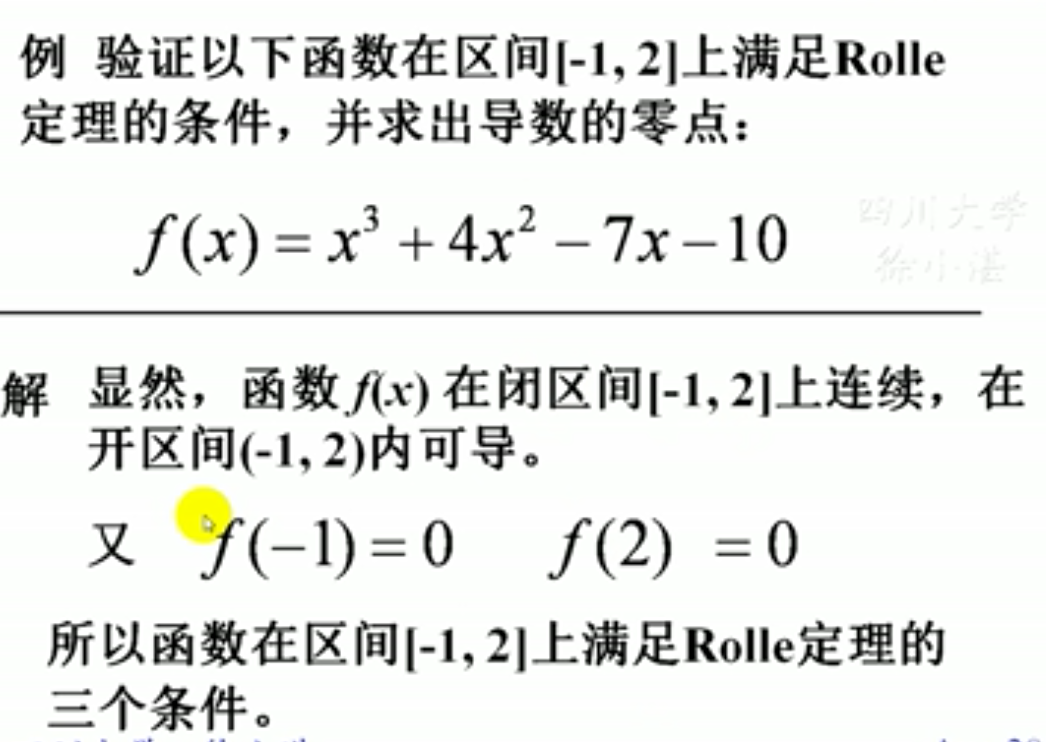 例 验证以下函数在区间[-1, 2]上满足Rolle
定理的条件，并求出导数的零点：
f(x) = x³ + 4x² − 7x − 10
四川大学
徐小湛
解 显然，函数 f(x) 在闭区间[-1, 2]上连续，在
开区间(-1, 2)内可导。
又 f(−1) = 0 f(2) = 0
所以函数在区间[-1, 2]上满足Rolle定理的
三个条件。